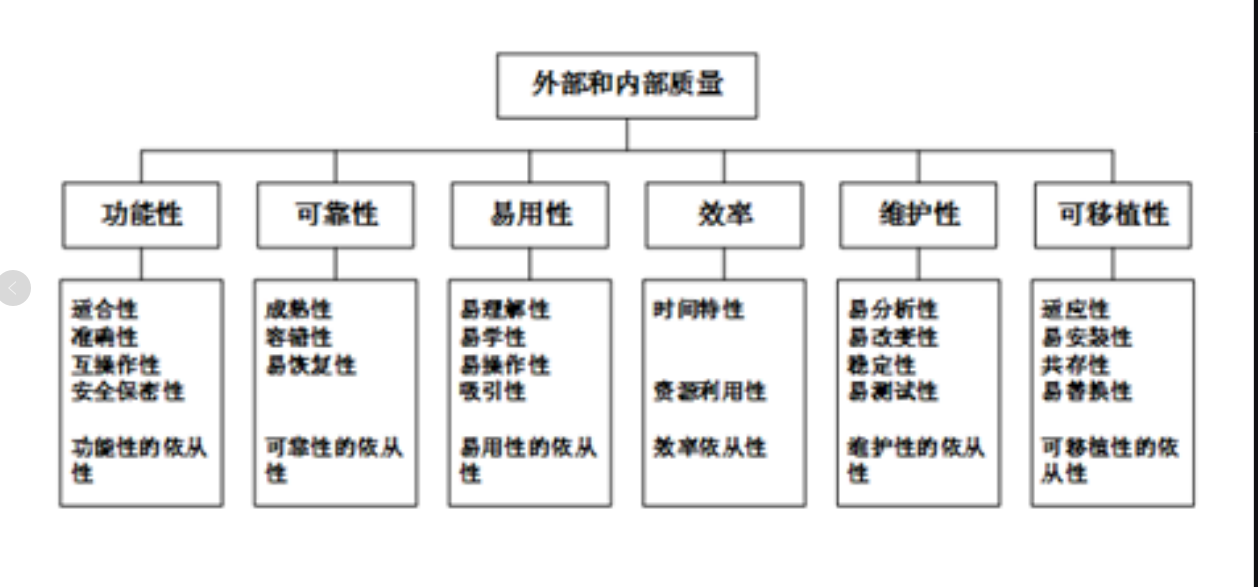 外部和内部质量
功能性
可靠性
易用性
效率
维护性
可移植性
适合性
准确性
互操作性
安全保密性
功能性的依从
性
成熟性
容错性
易恢复性
可靠性的依从
性
易理解性
易学性
易操作性
吸引性
易用性的依从
性
时间特性
资源利用性
效率依从性
易分析性
易改变性
稳定性
易测试性
维护性的依从
性
适应性
易安装性
共存性
易替换性
可移植性的依
从性